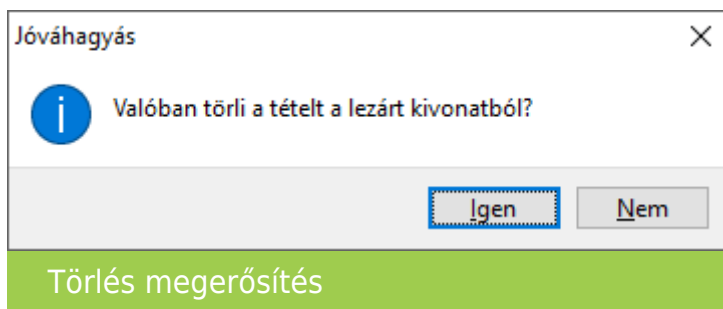 Jóváhagyás
Valóban törli a tételt a lezárt kivonatból?
Igen
Nem
Törlés megerősítés